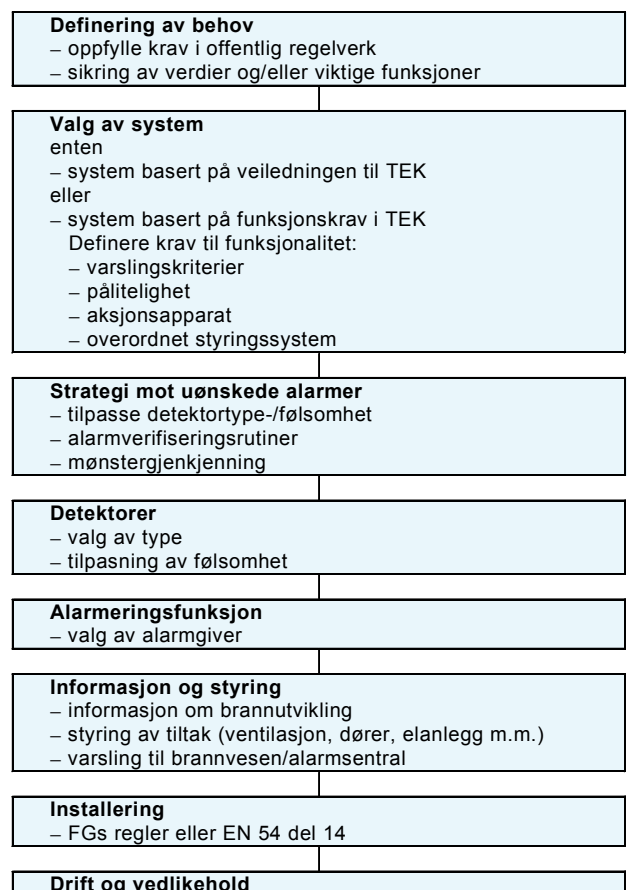 Definering av behov
– oppfylle krav i offentlig regelverk
– sikring av verdier og/eller viktige funksjoner
Valg av system
enten
– system basert på veiledningen til TEK
eller
– system basert på funksjonskrav i TEK
Definere krav til funksjonalitet:
– varslingskriterier
– pålitelighet
– aksjonsapparat
– overordnet styringssystem
Strategi mot uønskede alarmer
– tilpasse detektortype-/følsomhet
– alarmverifiseringsrutiner
– mønstergjenkjenning
Detektorer
– valg av type
– tilpasning av følsomhet
Alarmeringsfunksjon
– valg av alarmgiver
Informasjon og styring
– informasjon om brannutvikling
– styring av tiltak (ventilasjon, dører, elanlegg m.m.)
– varsling til brannvesen/alarmsentral
Installering
– FGs regler eller EN 54 del 14
Drift og vedlikehold